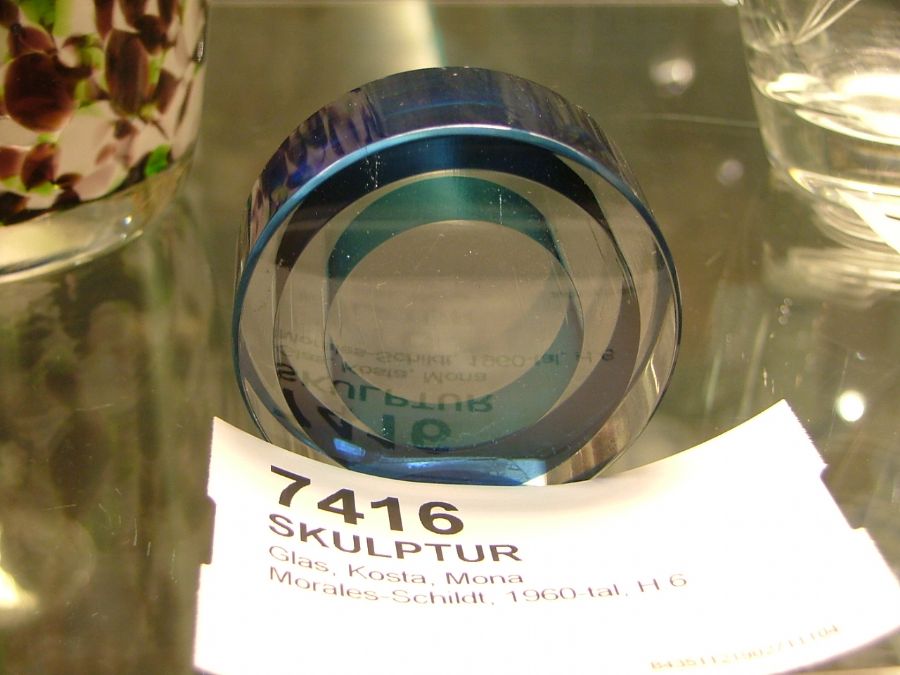 7416
SKULPTUR
Glas, Kosta, Mona
Morales-Schildt, 1960-tal, H 6